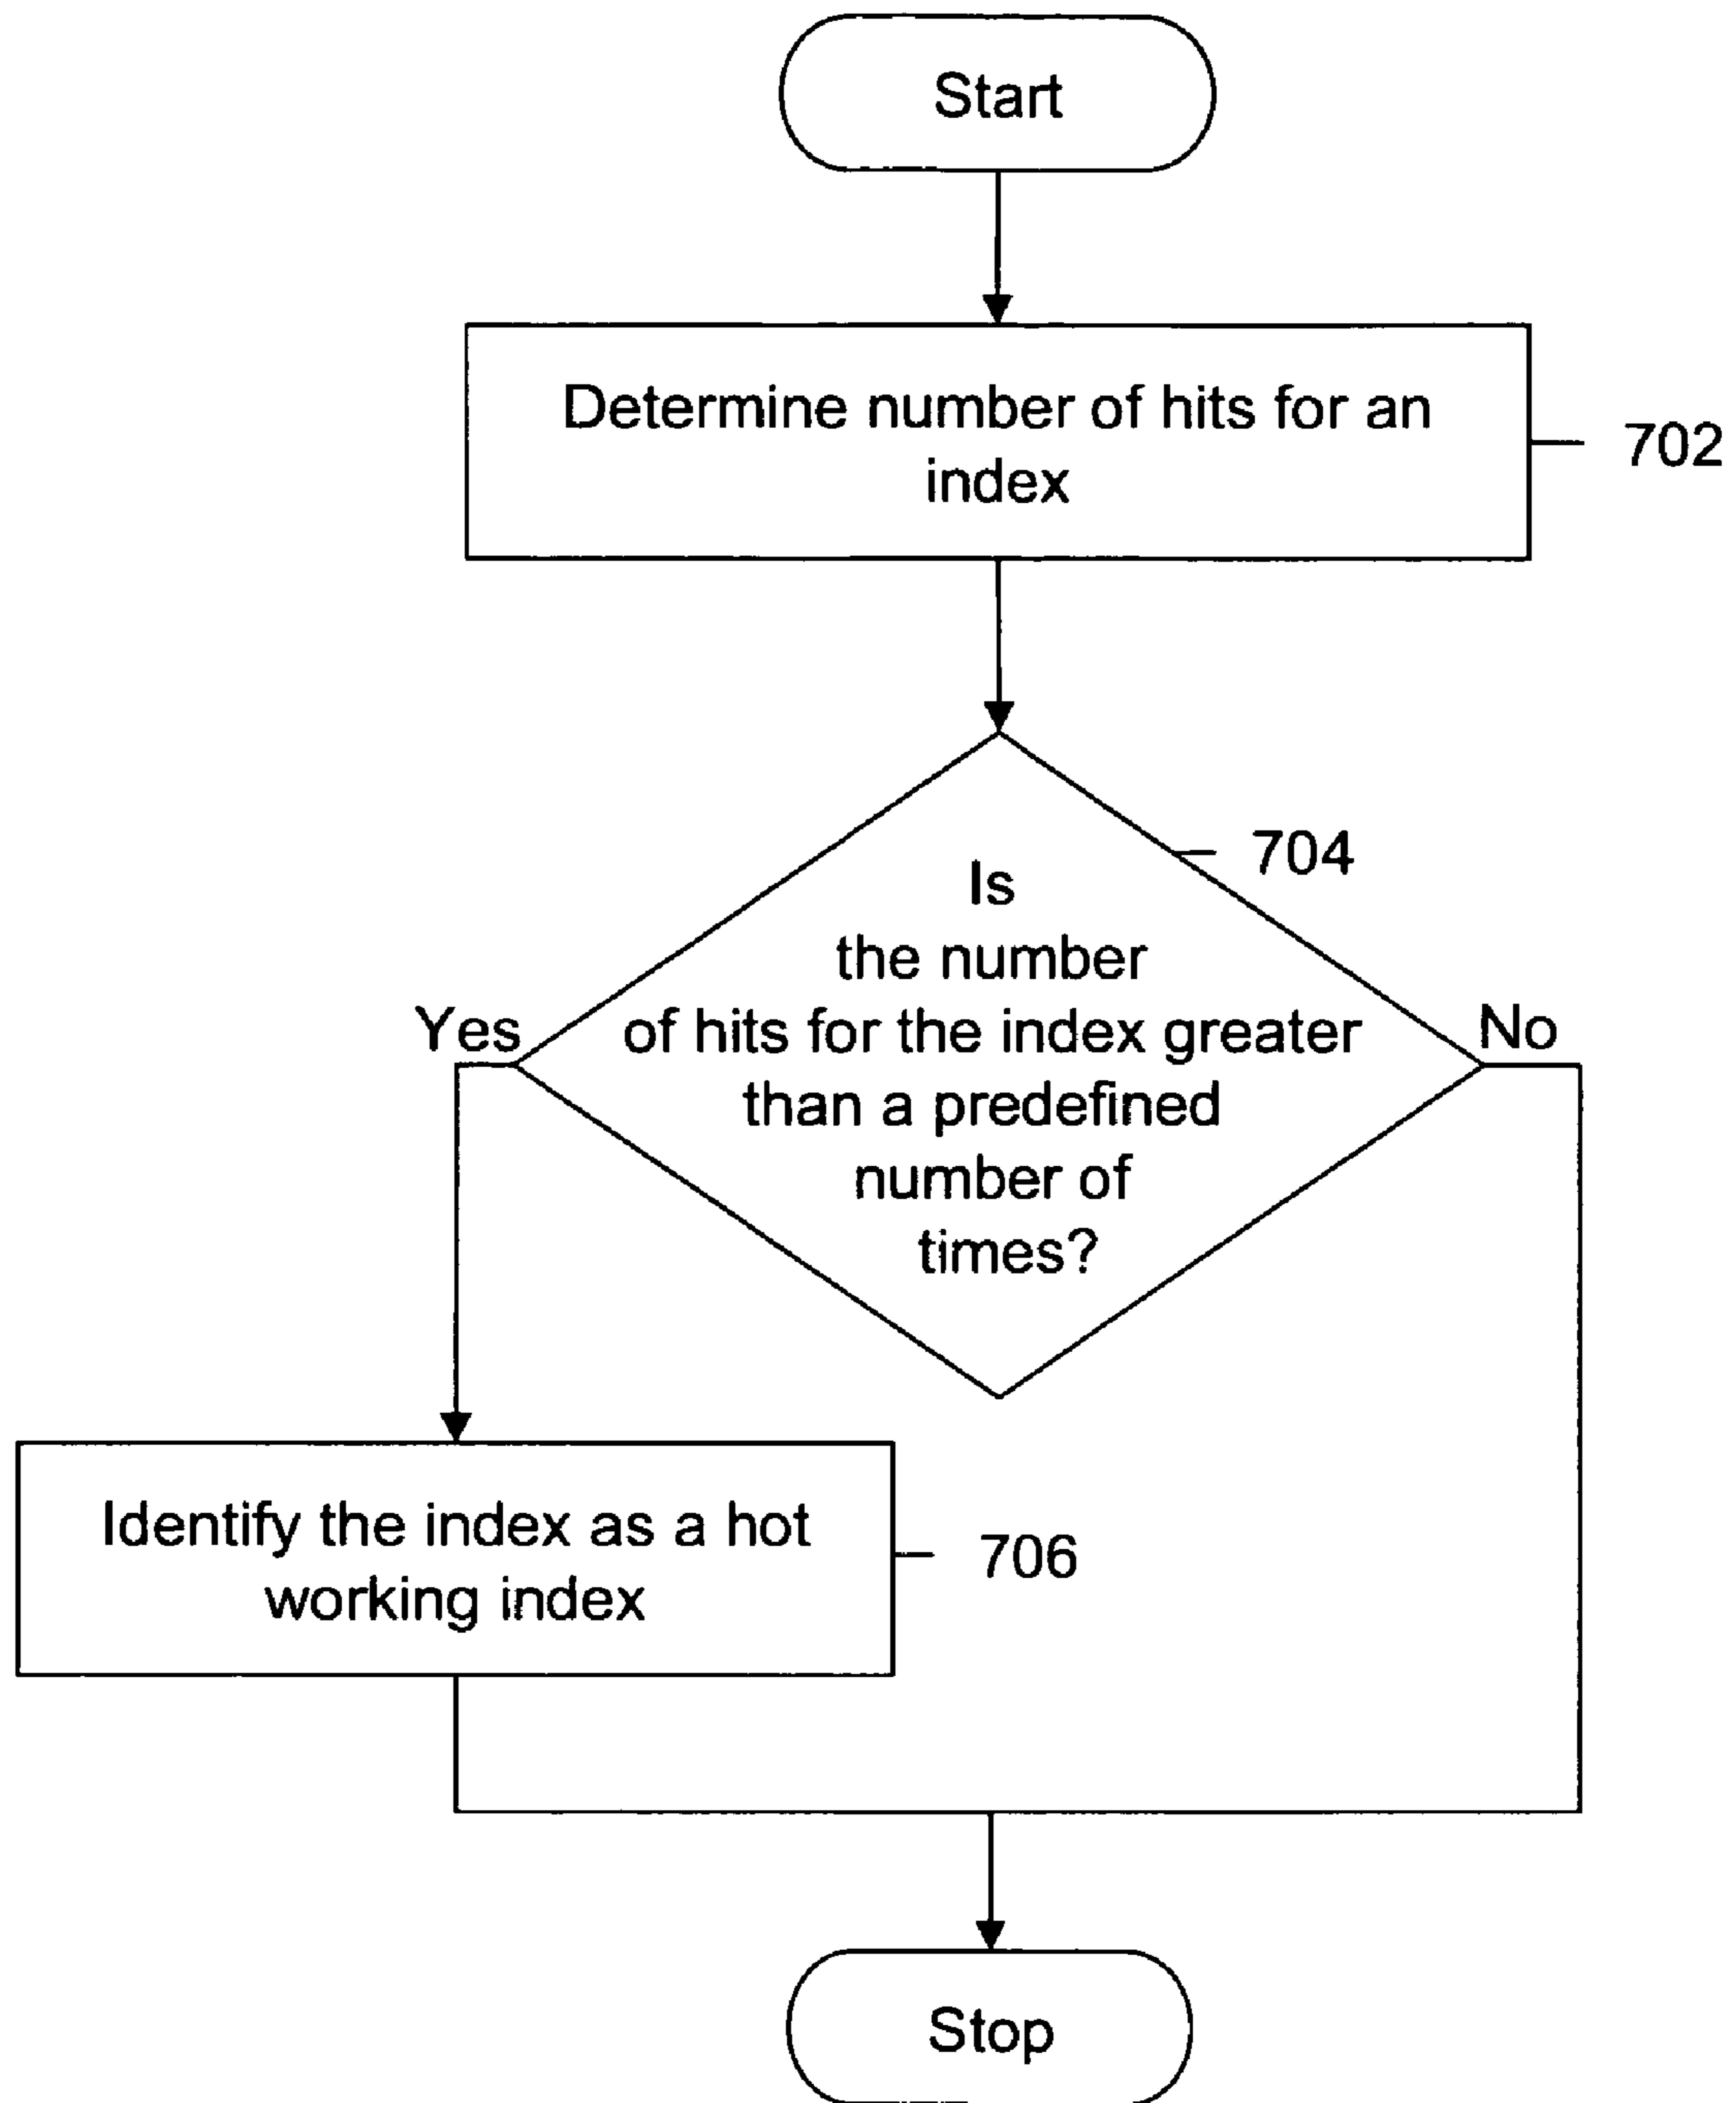 Start
Determine number of hits for an
index
702
704
Is
the number
of hits for the index greater
than a predefined
number of
times?
Yes
No
Identify the index as a hot
working index
706
Stop